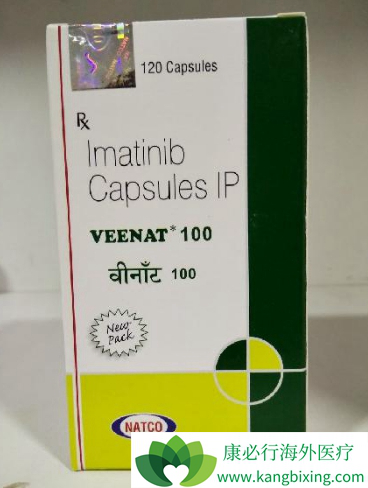 120 Capsules
Rx
Imatinib
Capsules IP
VEENAT* 100
वीनाँट 100
New
Pack
NATCO
康必行海外医疗
www.kangbixing.com